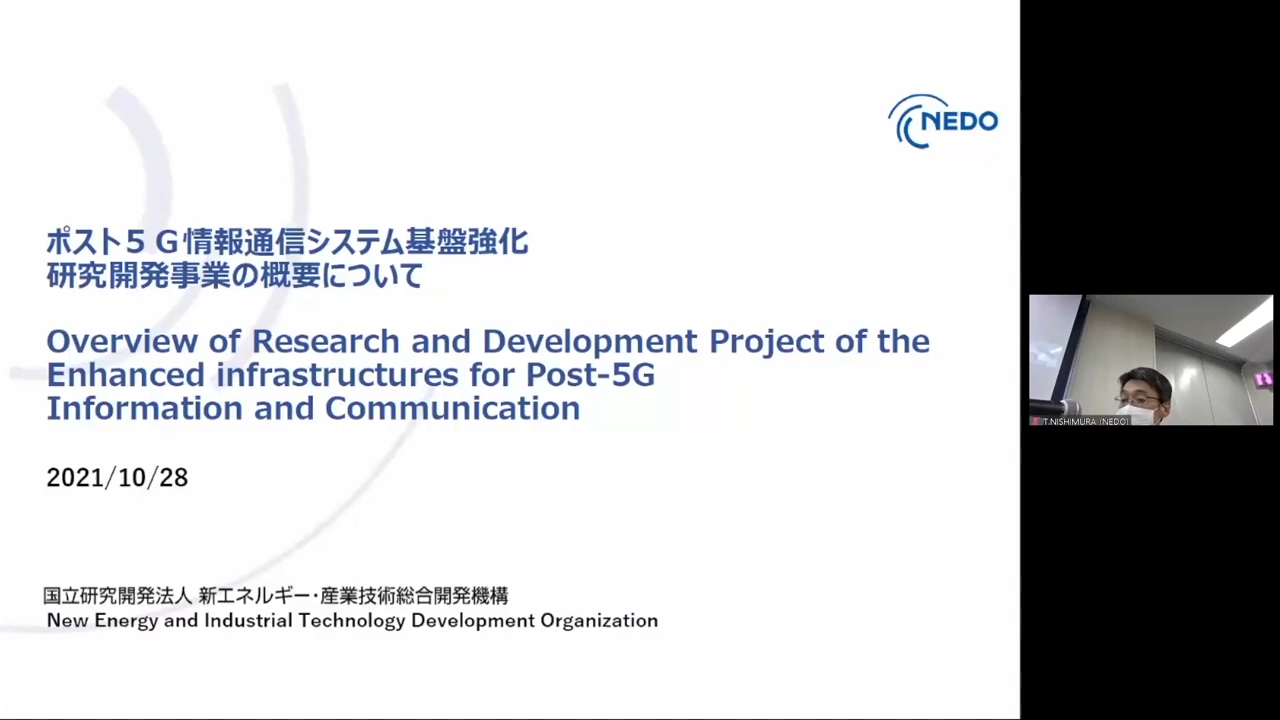 NEDO
ポスト５Ｇ情報通信システム基盤強化
研究開発事業の概要について
Overview of Research and Development Project of the
Enhanced infrastructures for Post-5G
Information and Communication
2021/10/28
国立研究開発法人 新エネルギー・産業技術総合開発機構
New Energy and Industrial Technology Development Organization
T.NISHIMURA (NEDO)